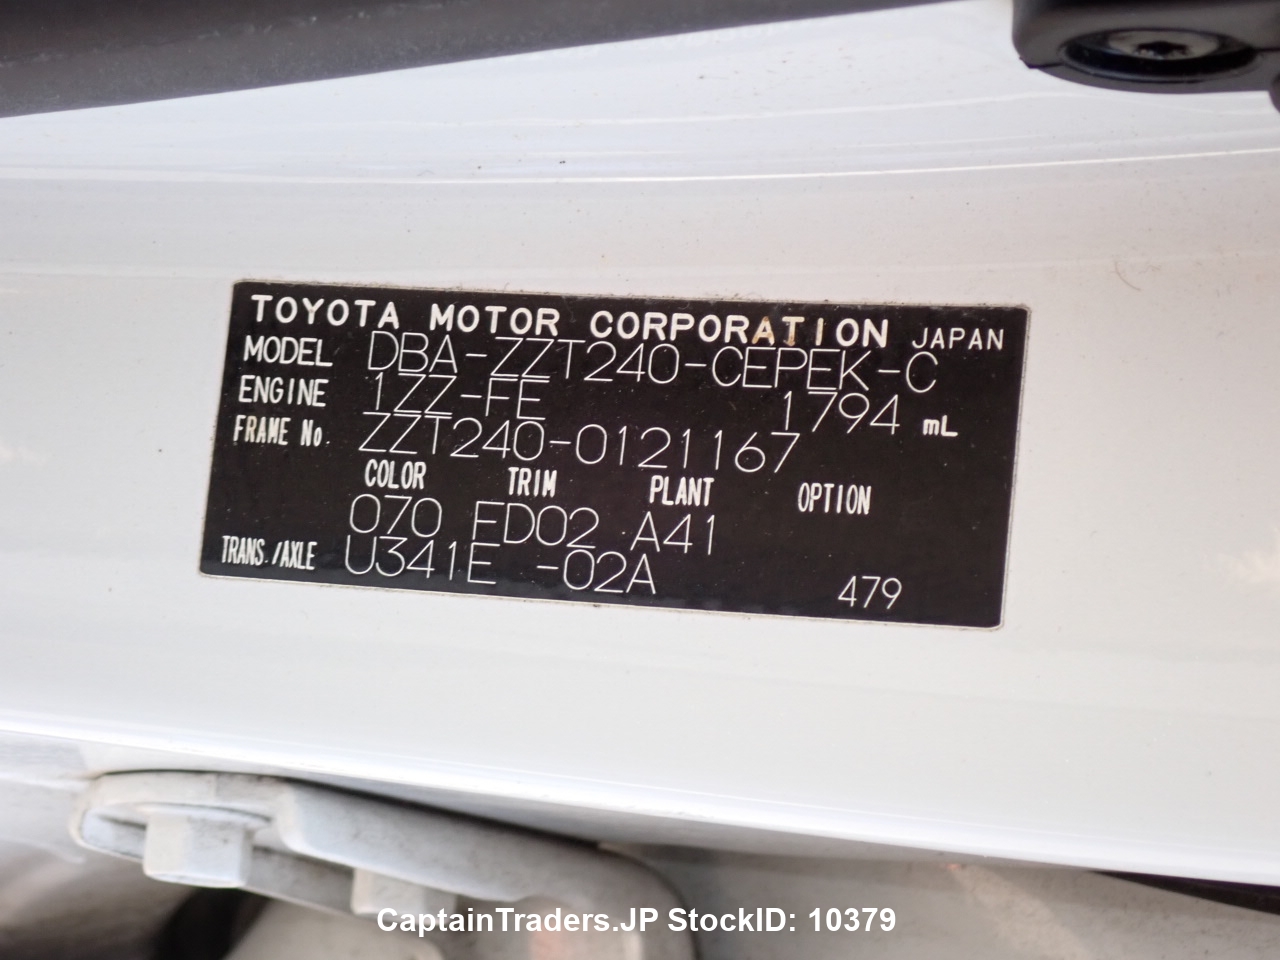 TOYOTA MOTOR CORPORATION JAPAN
MODEL DBA-ZZT240-CEPEK-C
ENGINE 1ZZ-FE 1794 mL
FRAME No. ZZT240-0121167
COLOR TRIM PLANT OPTION
070 FD02 A41
TRANS./AXLE U341E -02A 479
CaptainTraders.JP StockID: 10379